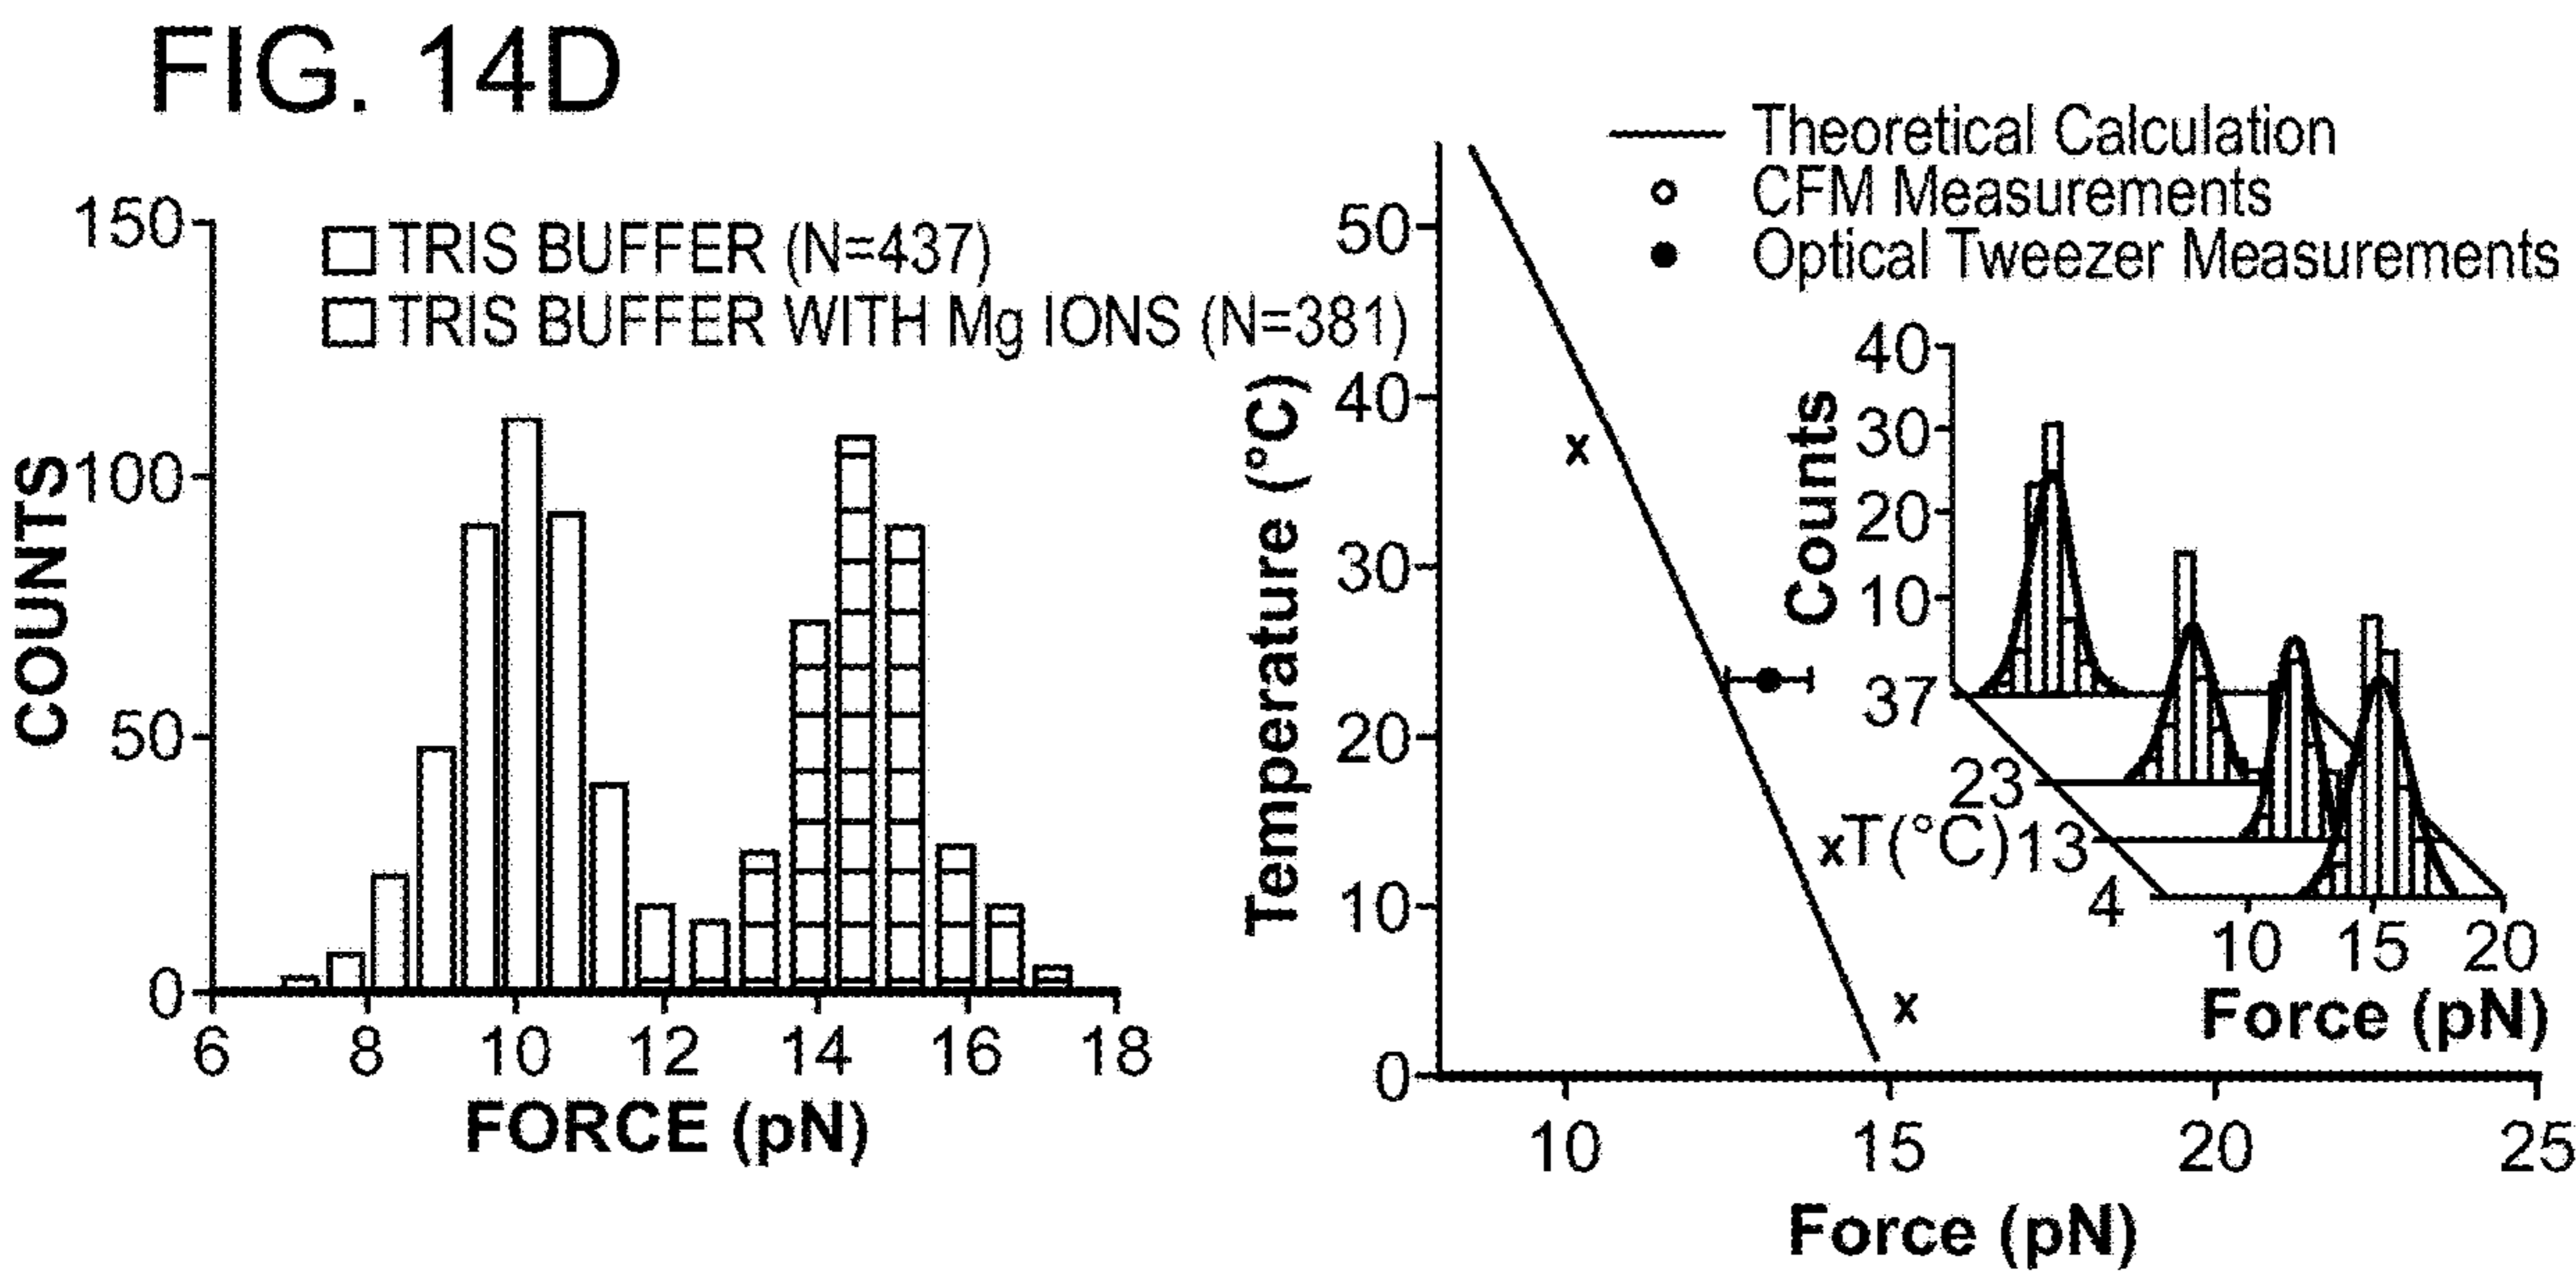 FIG. 14D
150
100
50
0
COUNTS
TRIS BUFFER (N=437)
TRIS BUFFER WITH Mg IONS (N=381)
6 8 10 12 14 16 18
FORCE (pN)
Theoretical Calculation
CFM Measurements
Optical Tweezer Measurements
50
40
30
20
10
0
Temperature (°C)
10 15 20 25
Force (pN)
40
30
20
10
Counts
37
23
xT(°C)13
4
10 15 20
Force (pN)
x
x